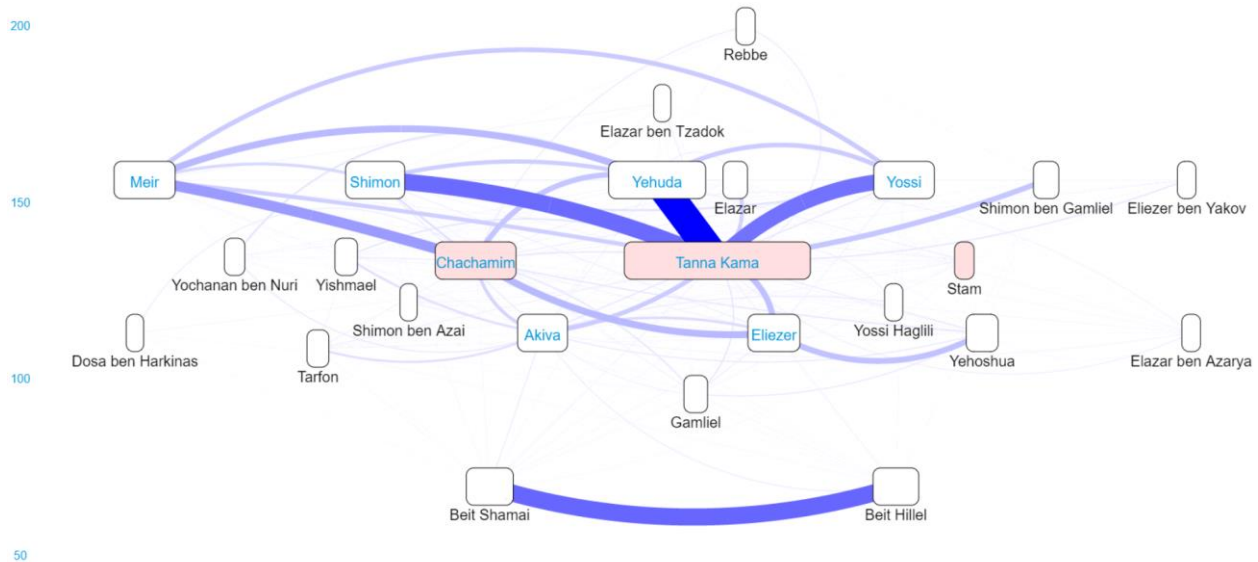 200
Rebbe
Elazar ben Tzadok
Meir
Shimon
Yehuda
Elazar
Yossi
Shimon ben Gamliel
Eliezer ben Yakov
150
Chachamim
Tanna Kama
Yochanan ben Nuri
Yishmael
Stam
Shimon ben Azai
Yossi Haglili
Akiva
Eliezer
Dosa ben Harkinas
Tarfon
Yehoshua
Elazar ben Azarya
100
Gamliel
Beit Shamai
Beit Hillel
50